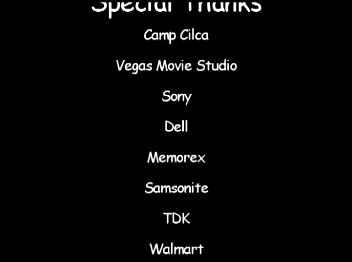 Special Thanks
Camp Cilca
Vegas Movie Studio
Sony
Dell
Memorex
Samsonite
TDK
Walmart